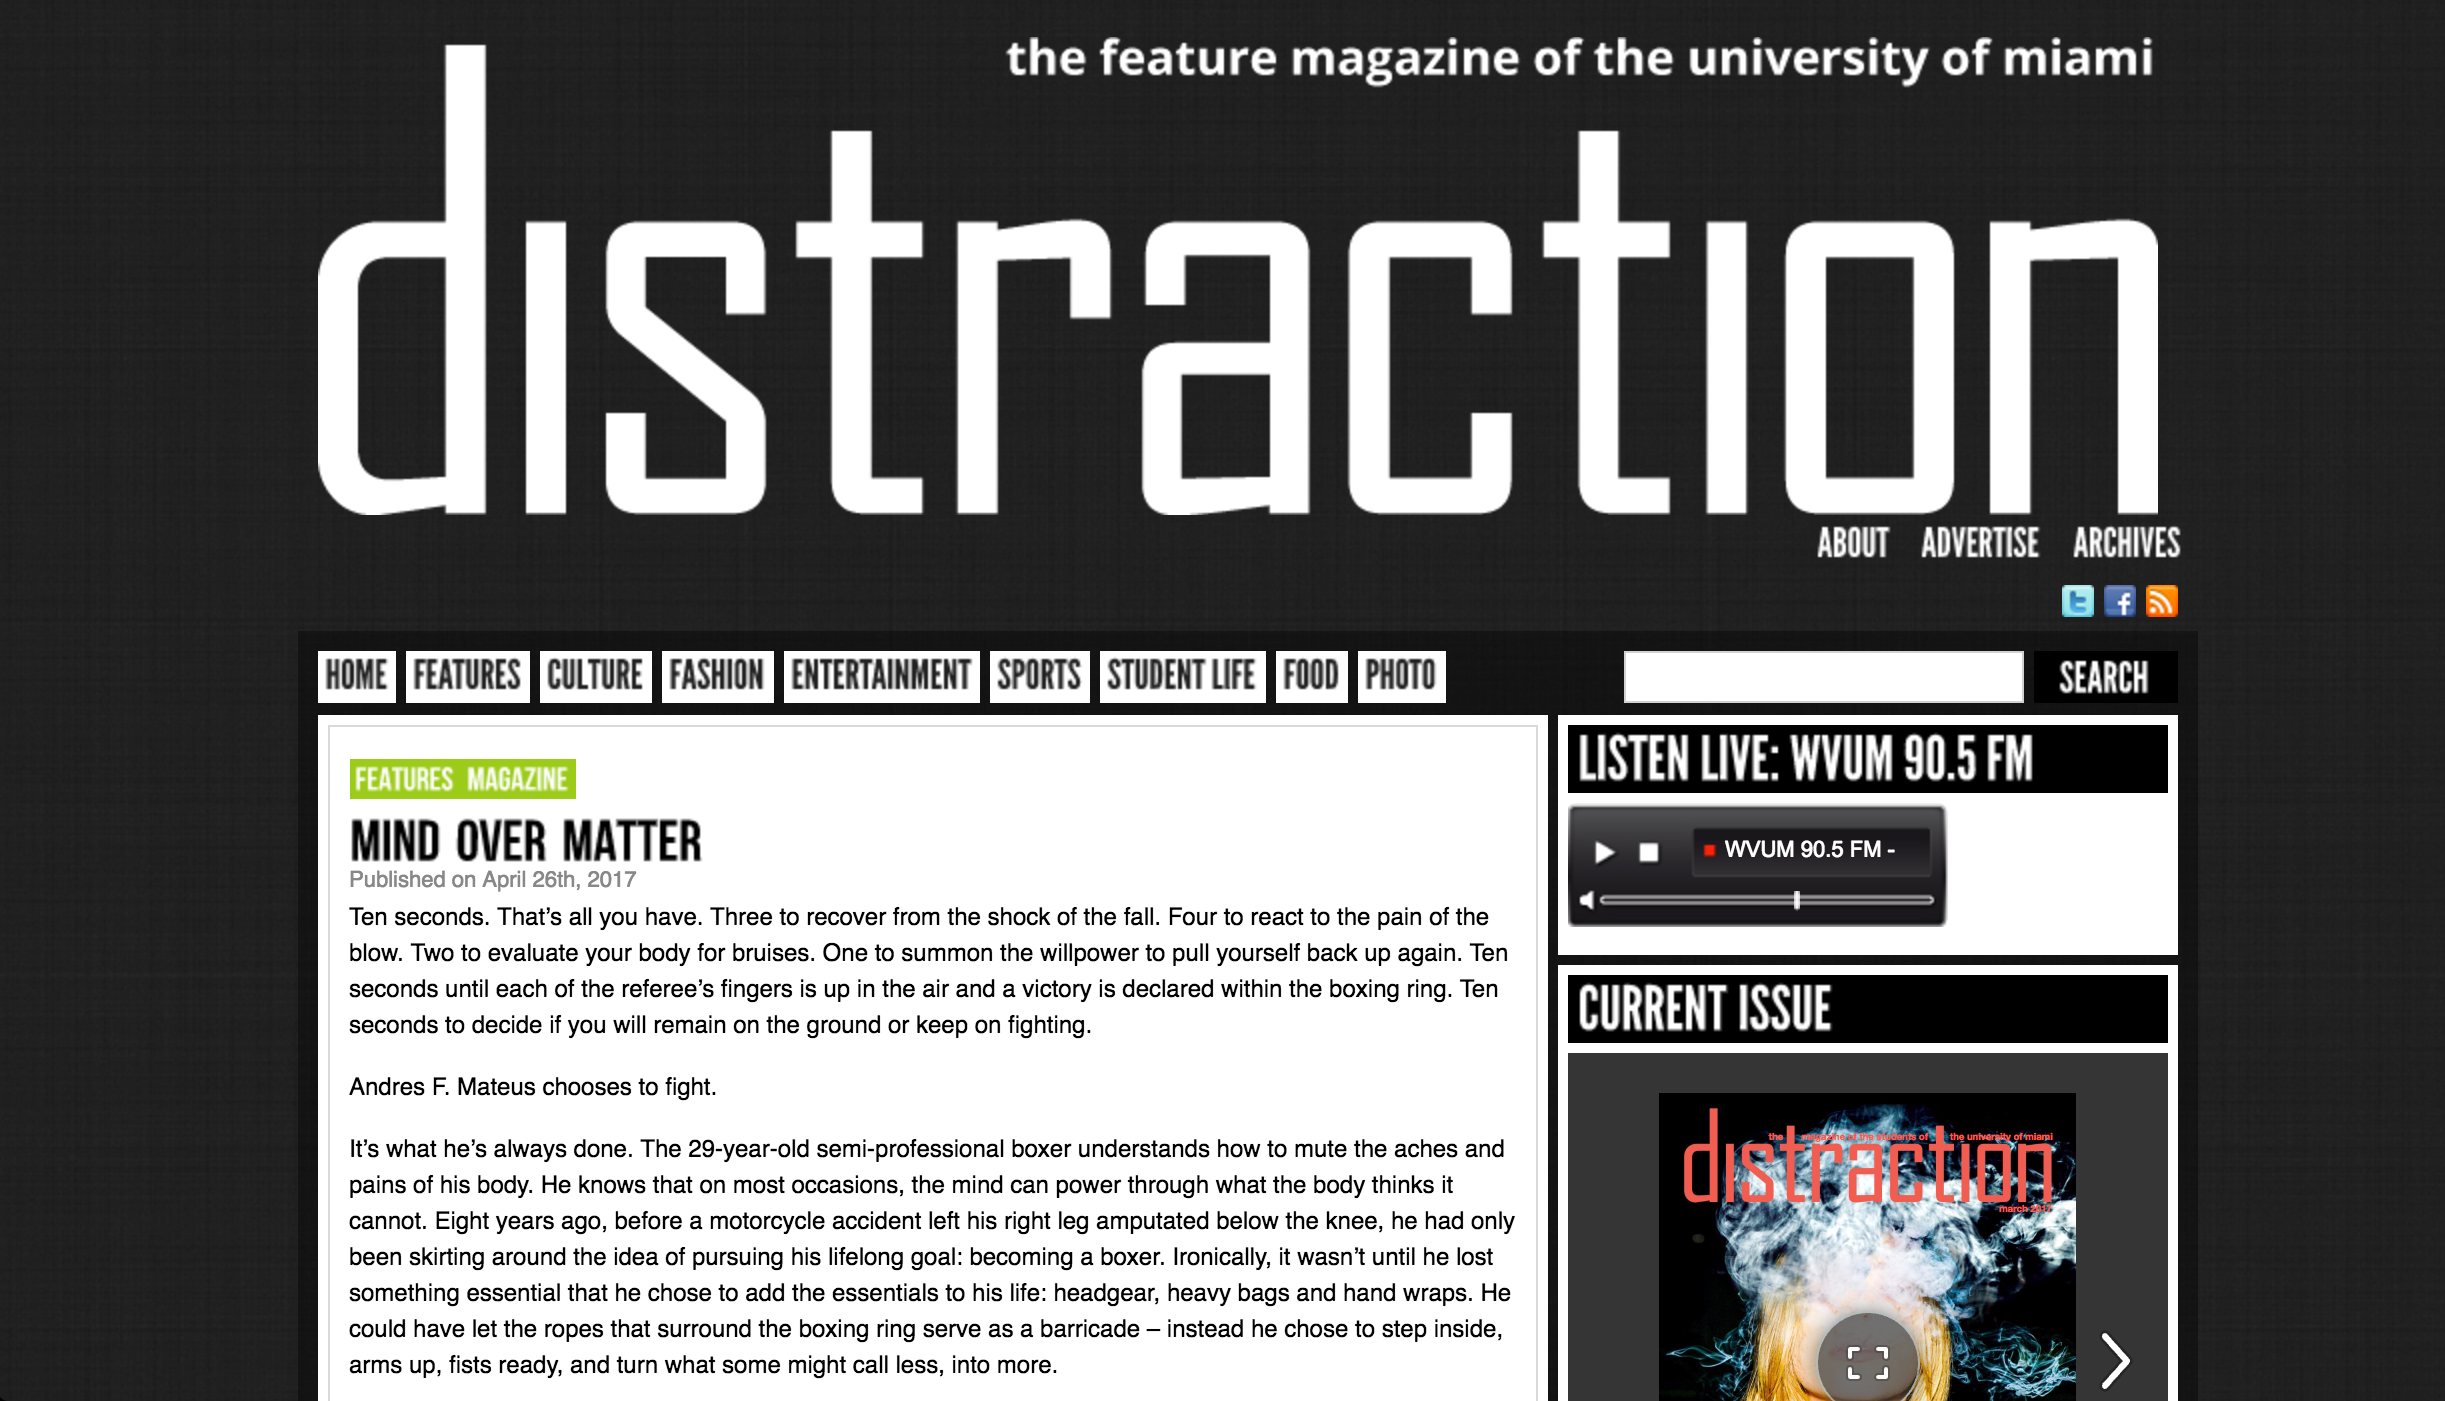 the feature magazine of the university of miami
distraction
ABOUT ADVERTISE ARCHIVES
HOME FEATURES CULTURE FASHION ENTERTAINMENT SPORTS STUDENT LIFE FOOD PHOTO SEARCH
FEATURES MAGAZINE
MIND OVER MATTER
Published on April 26th, 2017
Ten seconds. That’s all you have. Three to recover from the shock of the fall. Four to react to the pain of the
blow. Two to evaluate your body for bruises. One to summon the willpower to pull yourself back up again. Ten
seconds until each of the referee’s fingers is up in the air and a victory is declared within the boxing ring. Ten
seconds to decide if you will remain on the ground or keep on fighting.
Andres F. Mateus chooses to fight.
It’s what he’s always done. The 29-year-old semi-professional boxer understands how to mute the aches and
pains of his body. He knows that on most occasions, the mind can power through what the body thinks it
cannot. Eight years ago, before a motorcycle accident left his right leg amputated below the knee, he had only
been skirting around the idea of pursuing his lifelong goal: becoming a boxer. Ironically, it wasn’t until he lost
something essential that he chose to add the essentials to his life: headgear, heavy bags and hand wraps. He
could have let the ropes that surround the boxing ring serve as a barricade – instead he chose to step inside,
arms up, fists ready, and turn what some might call less, into more.
LISTEN LIVE: WVUM 90.5 FM
WVUM 90.5 FM -
CURRENT ISSUE
the magazine of the students of the university of miami
distraction
march 2017